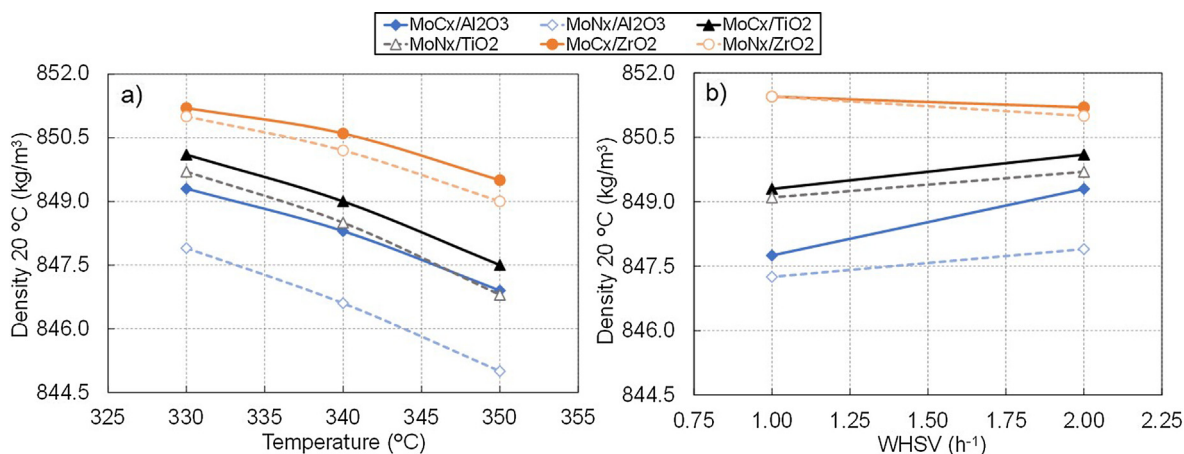 MoCx/Al2O3 MoNx/Al2O3 MoCx/TiO2
MoNx/TiO2 MoCx/ZrO2 MoNx/ZrO2
a)
Density 20 °C (kg/m³)
852.0
850.5
849.0
847.5
846.0
844.5
325 330 335 340 345 350 355
Temperature (°C)
b)
Density 20 °C (kg/m³)
852.0
850.5
849.0
847.5
846.0
844.5
0.75 1.00 1.25 1.50 1.75 2.00 2.25
WHSV (h⁻¹)